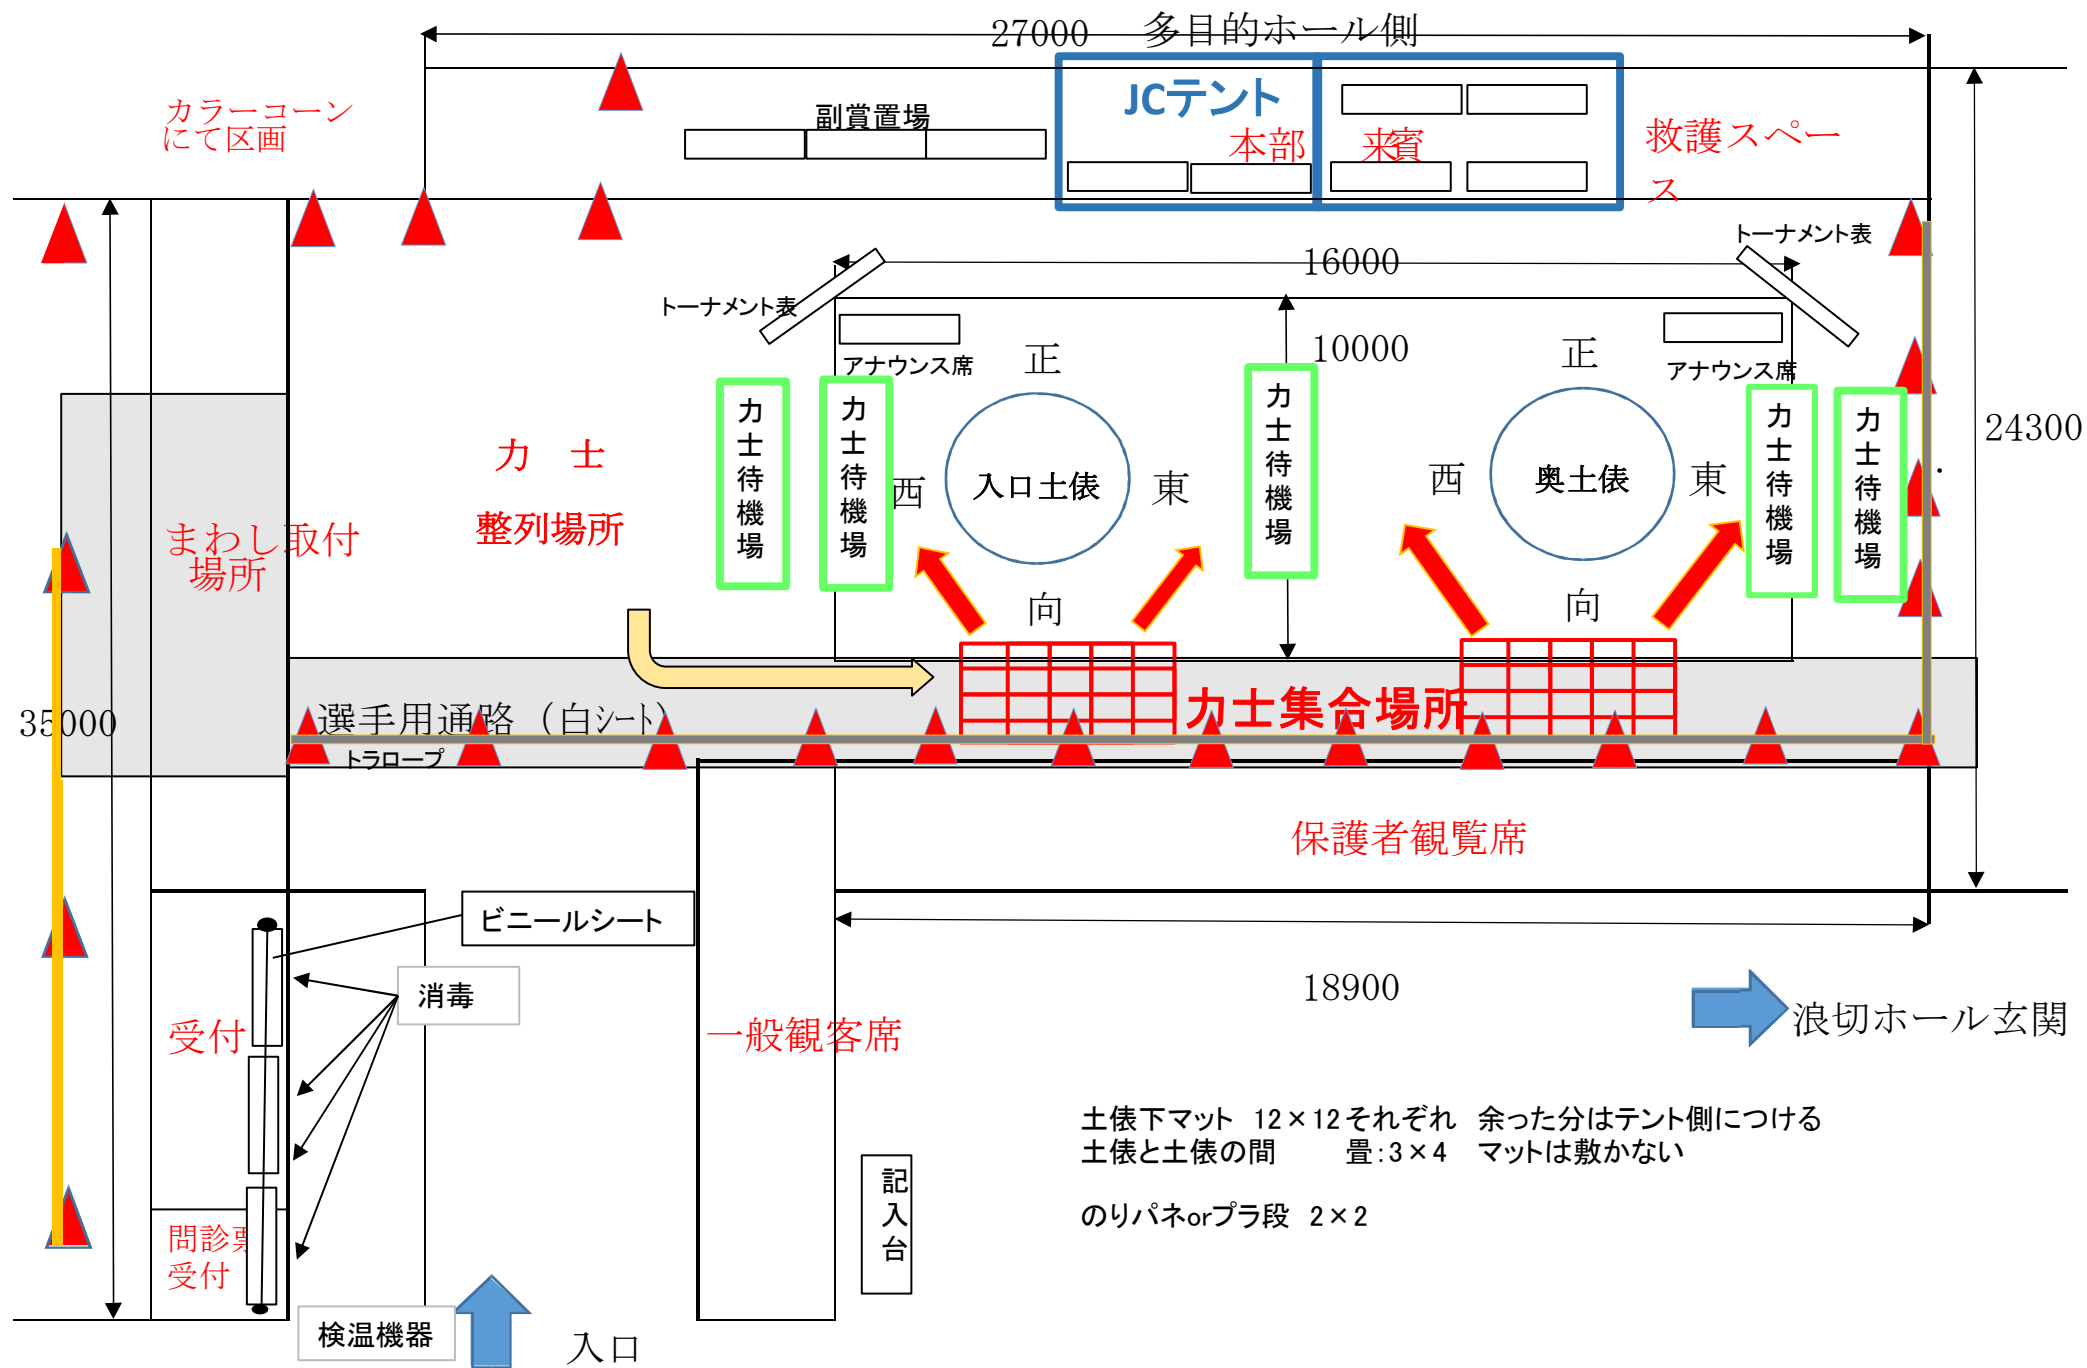 27000
多目的ホール側
カラーコーン
にて区画
副賞置場
JCテント
本部
来賓
救護スペー
ス
トーナメント表
トーナメント表
16000
10000
アナウンス席
アナウンス席
正
正
24300
力士待機場
力士待機場
力士待機場
力士待機場
力士待機場
力　士
整列場所
西
入口土俵
東
西
奥土俵
東
まわし取付
場所
向
向
35000
選手用通路（白シート）
力士集合場所
トラロープ
保護者観覧席
ビニールシート
消毒
18900
受付
一般観客席
浪切ホール玄関
土俵下マット　12×12それぞれ　余った分はテント側につける
土俵と土俵の間　　畳:3×4　マットは敷かない
のりパネorプラ段　2×2
記入台
問診票
受付
検温機器
入口